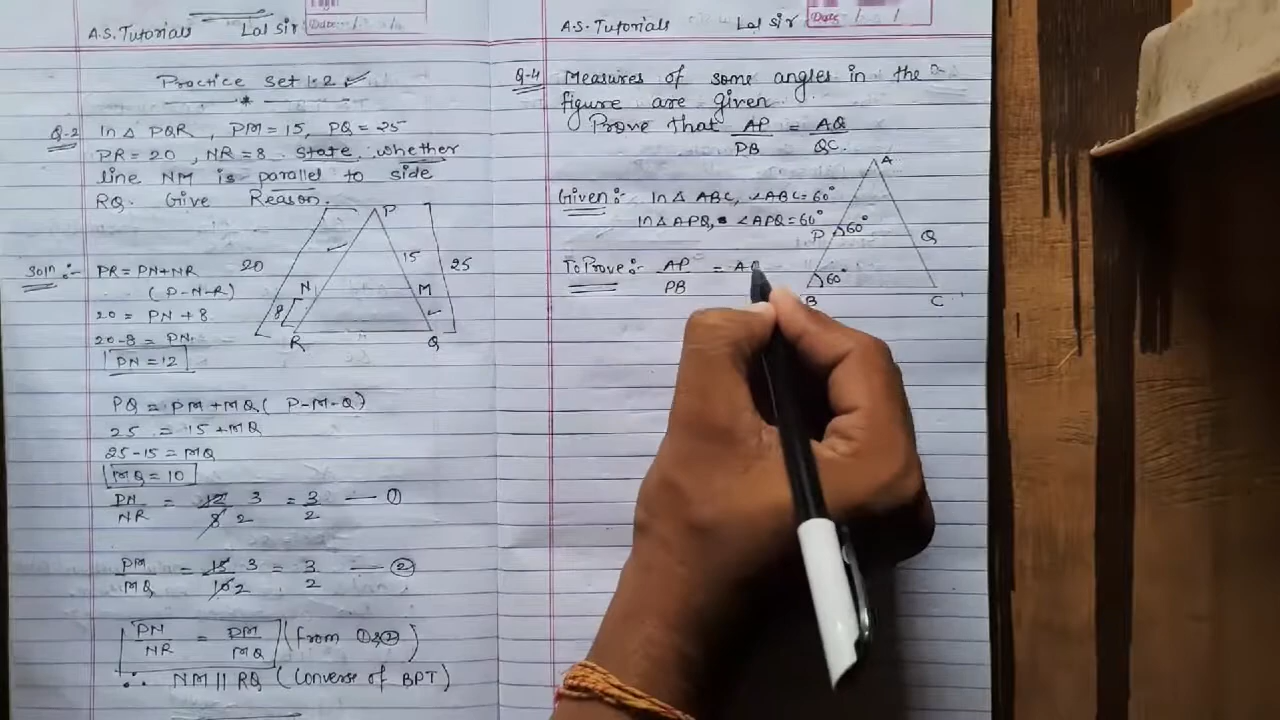 A.S. Tutorials Lal Sir
Date: / /
Practice Set 1.2 ✓
Q-2 In Δ PQR, PM = 15, PQ = 25
PR = 20, NR = 8. State, whether
line NM is parallel to side
RQ. Give Reason.
P
20
15
25
N
M
8
R
Q
Soln :-
PR = PN+NR
(P-N-R)
20 = PN + 8
20-8 = PN
PN = 12
PQ = PM+MQ ( P-M-Q)
25 = 15 + MQ
25-15 = MQ
MQ = 10
PN/NR = 12/8 3/2 = 3/2 — ①
PM/MQ = 15/10 3/2 = 3/2 — ②
PN/NR = PM/MQ (from ①&②)
∴ NM || RQ (Converse of BPT)
A.S. Tutorials Lal Sir
Date: / /
Q-4 Measures of some angles in the
figure are given.
Prove that AP/PB = AQ/QC.
Given :- In Δ ABC, ∠ABC = 60°
In Δ APQ, ∠APQ = 60°
To Prove :- AP/PB = AQ
A
P
60°
Q
60°
B
C